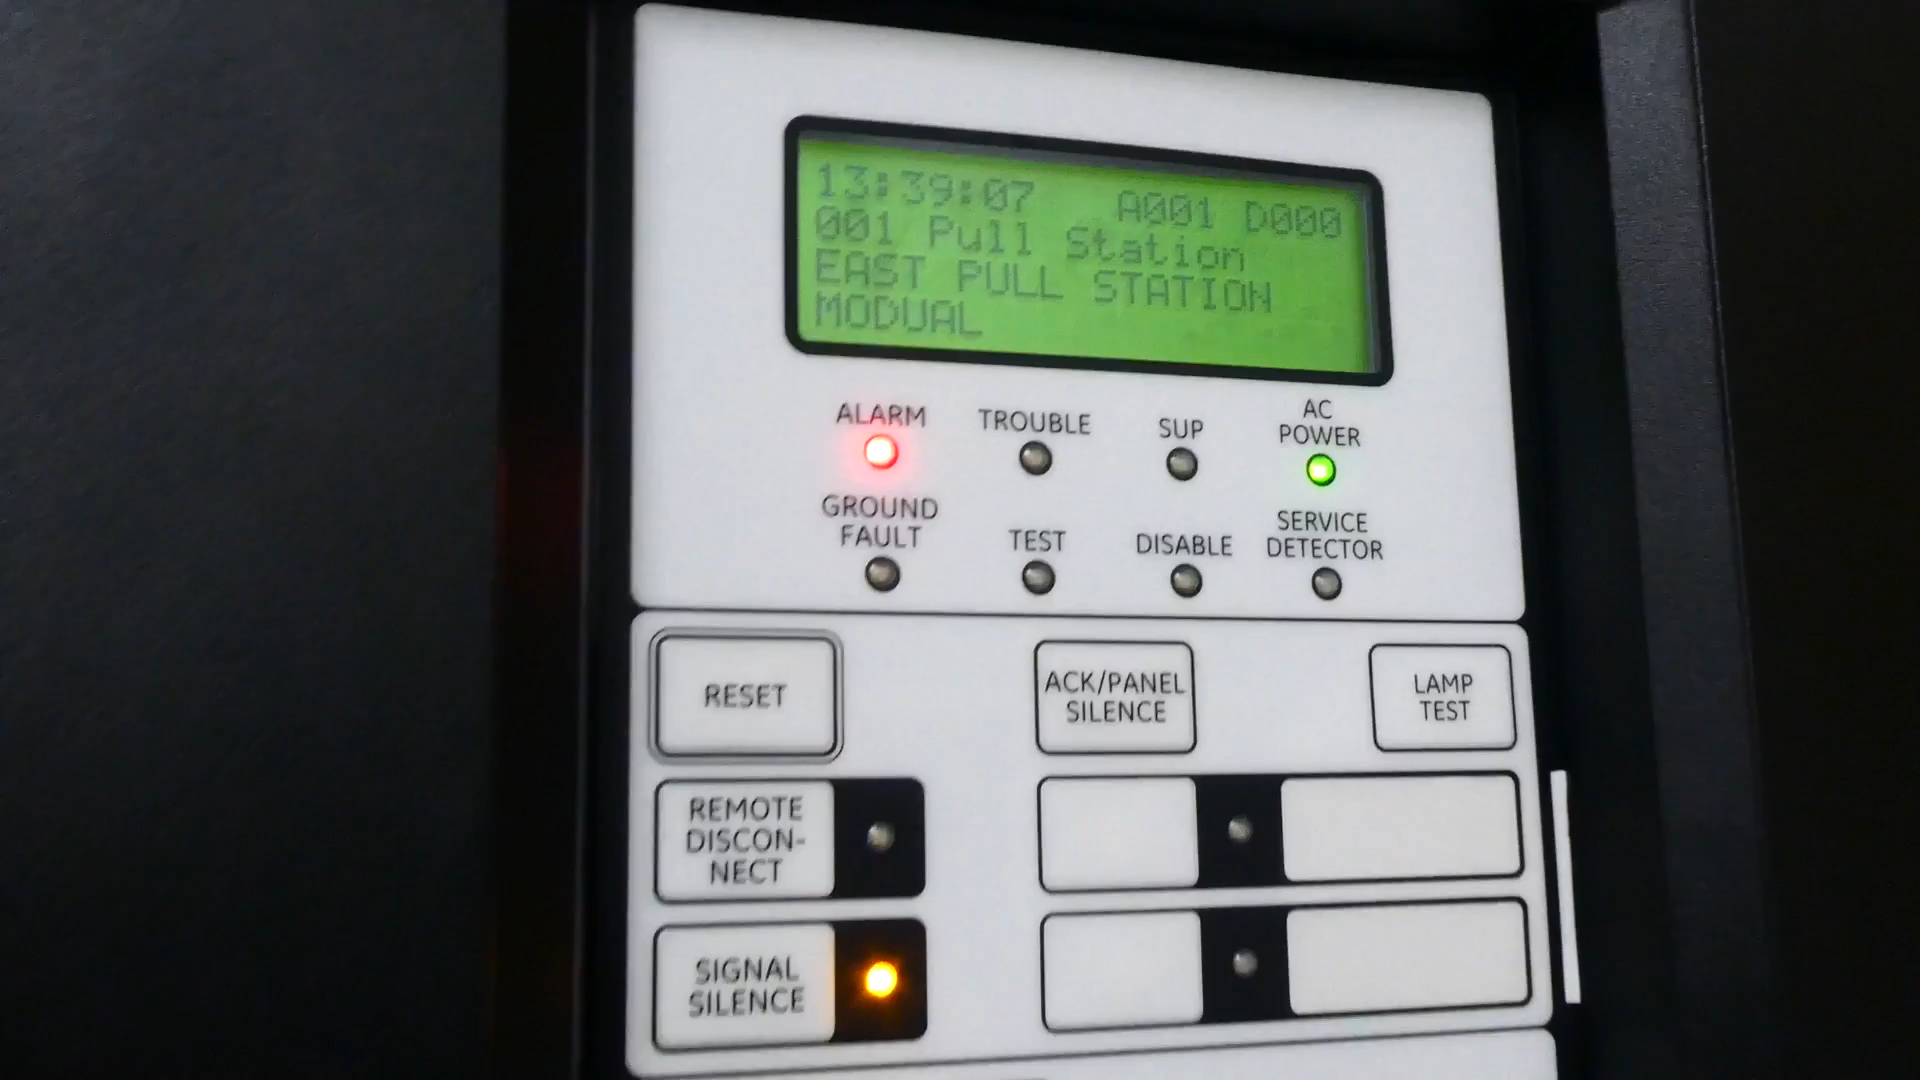 13:39:07 A001 D000
001 Pull Station
EAST PULL STATION
MODUAL
ALARM
TROUBLE
SUP
AC
POWER
GROUND
FAULT
TEST
DISABLE
SERVICE
DETECTOR
RESET
ACK/PANEL
SILENCE
LAMP
TEST
REMOTE
DISCON-
NECT
SIGNAL
SILENCE